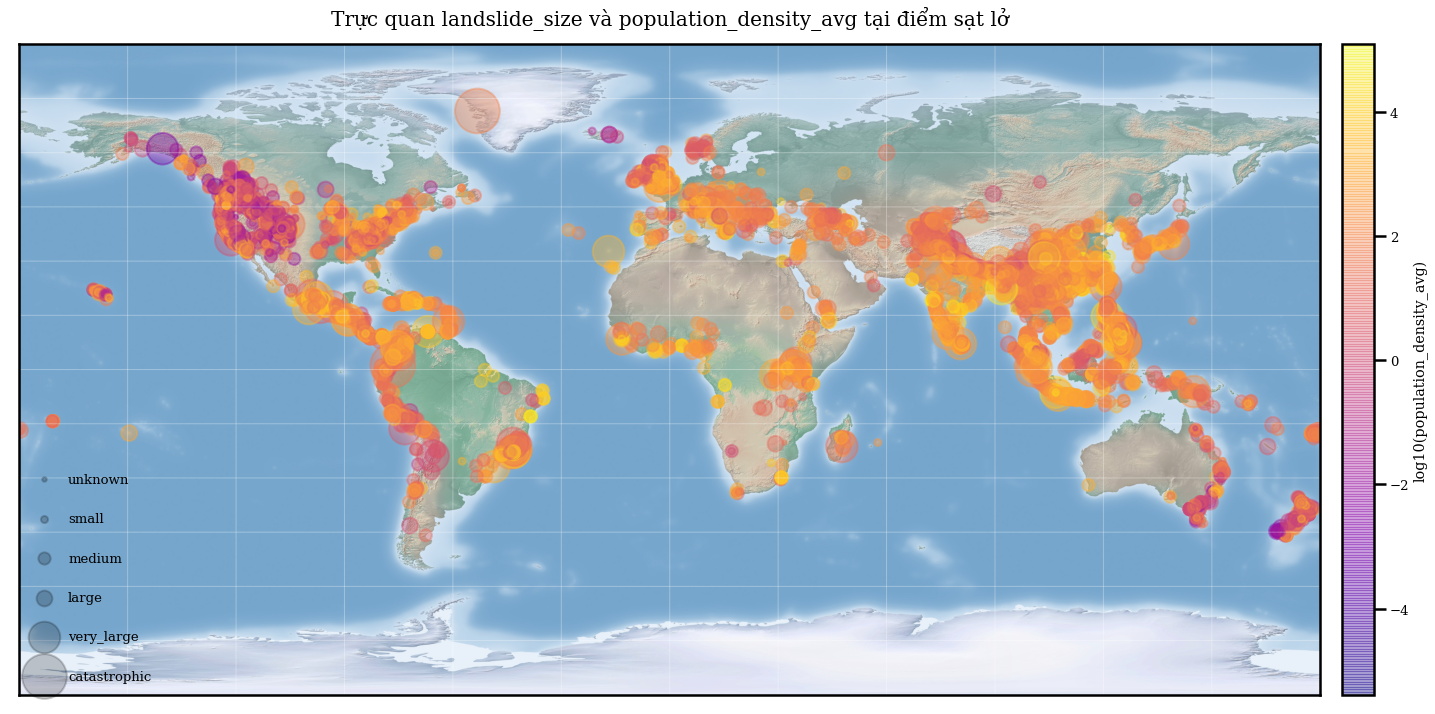 Trực quan landslide_size và population_density_avg tại điểm sạt lở
unknown
small
medium
large
very_large
catastrophic
4
2
0
−2
−4
log10(population_density_avg)